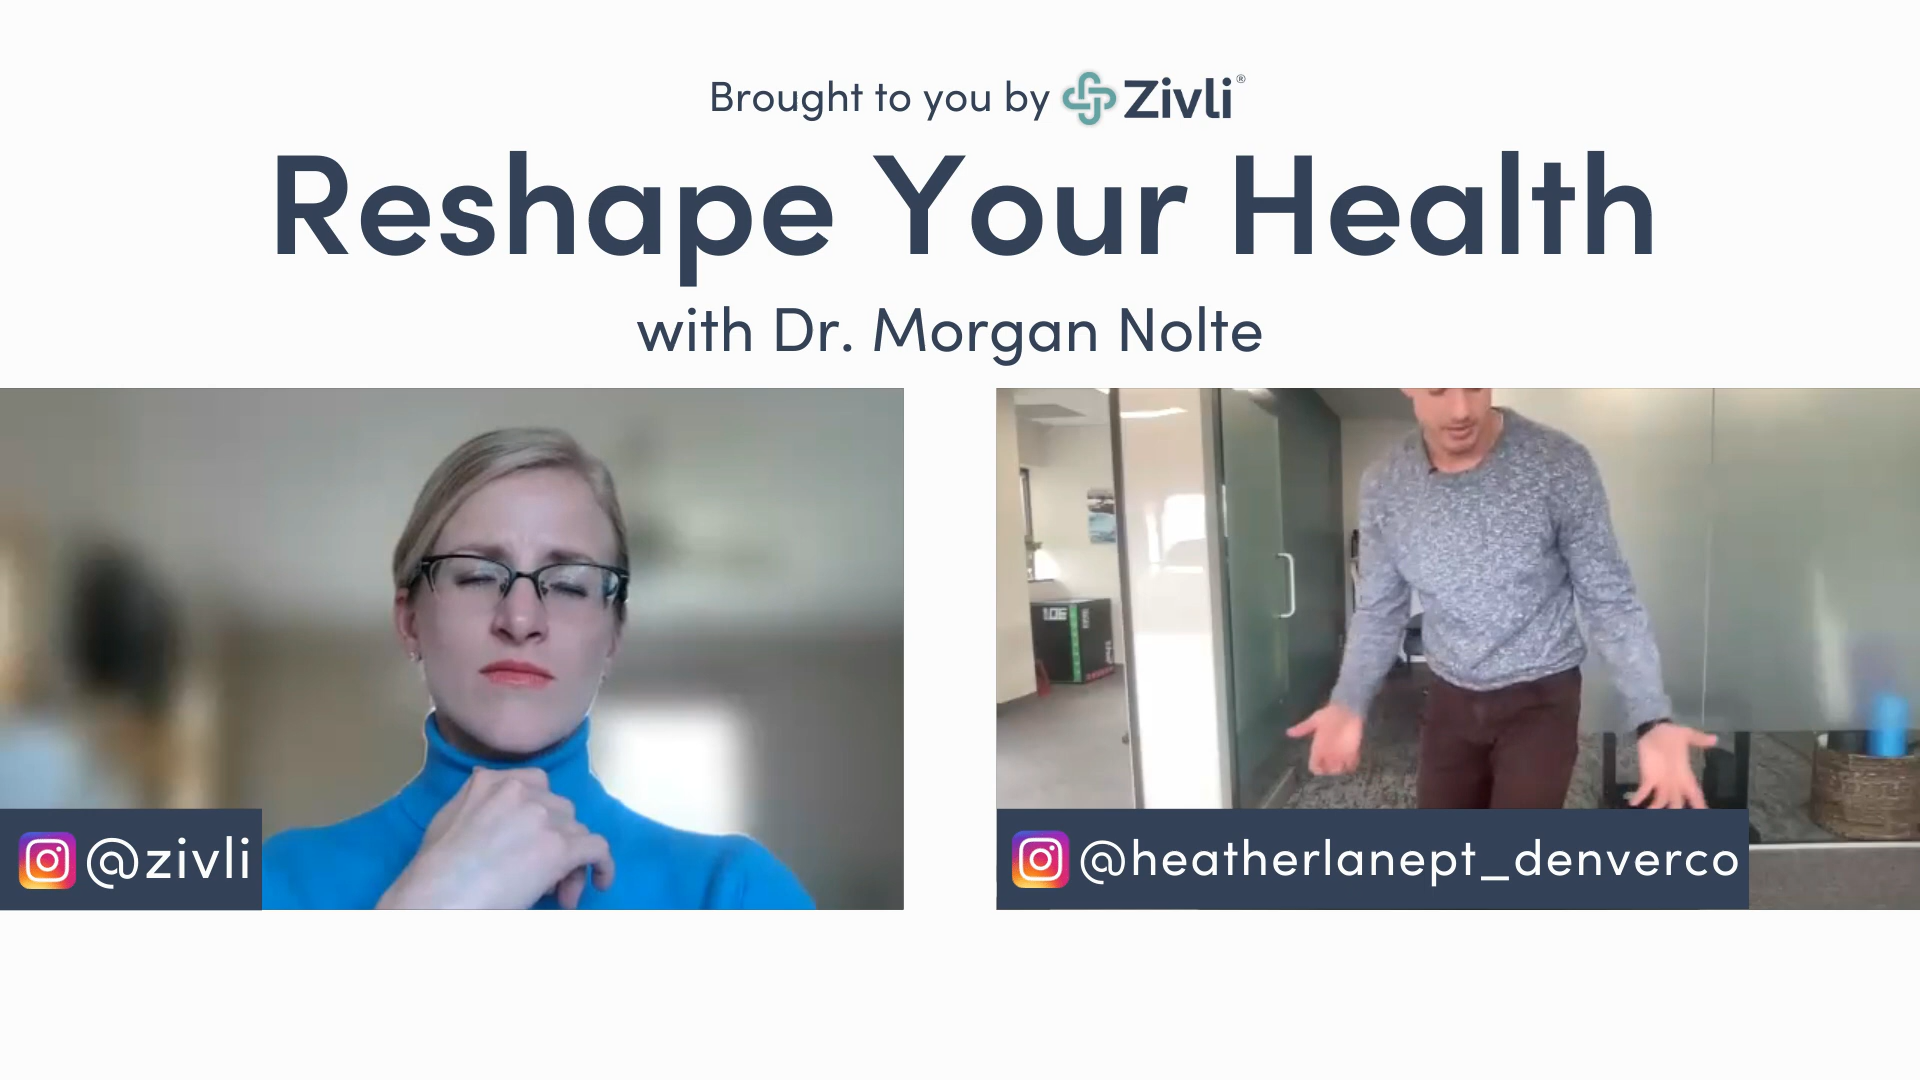 Brought to you by Zivli®
Reshape Your Health
with Dr. Morgan Nolte
@zivli
@heatherlanept_denverco